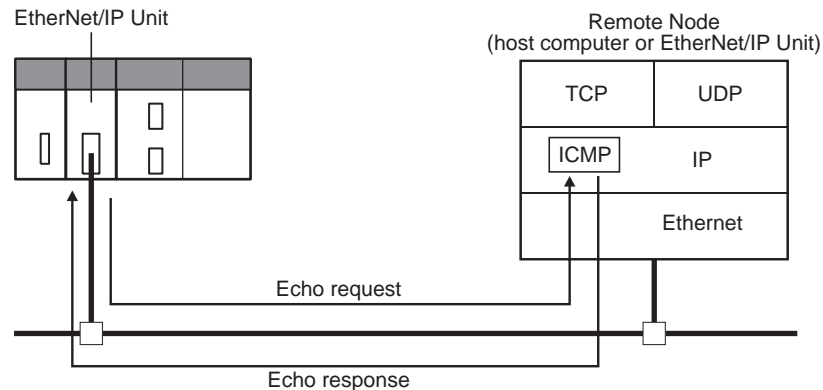 EtherNet/IP Unit
Remote Node
(host computer or EtherNet/IP Unit)
TCP
UDP
ICMP
IP
Ethernet
Echo request
Echo response